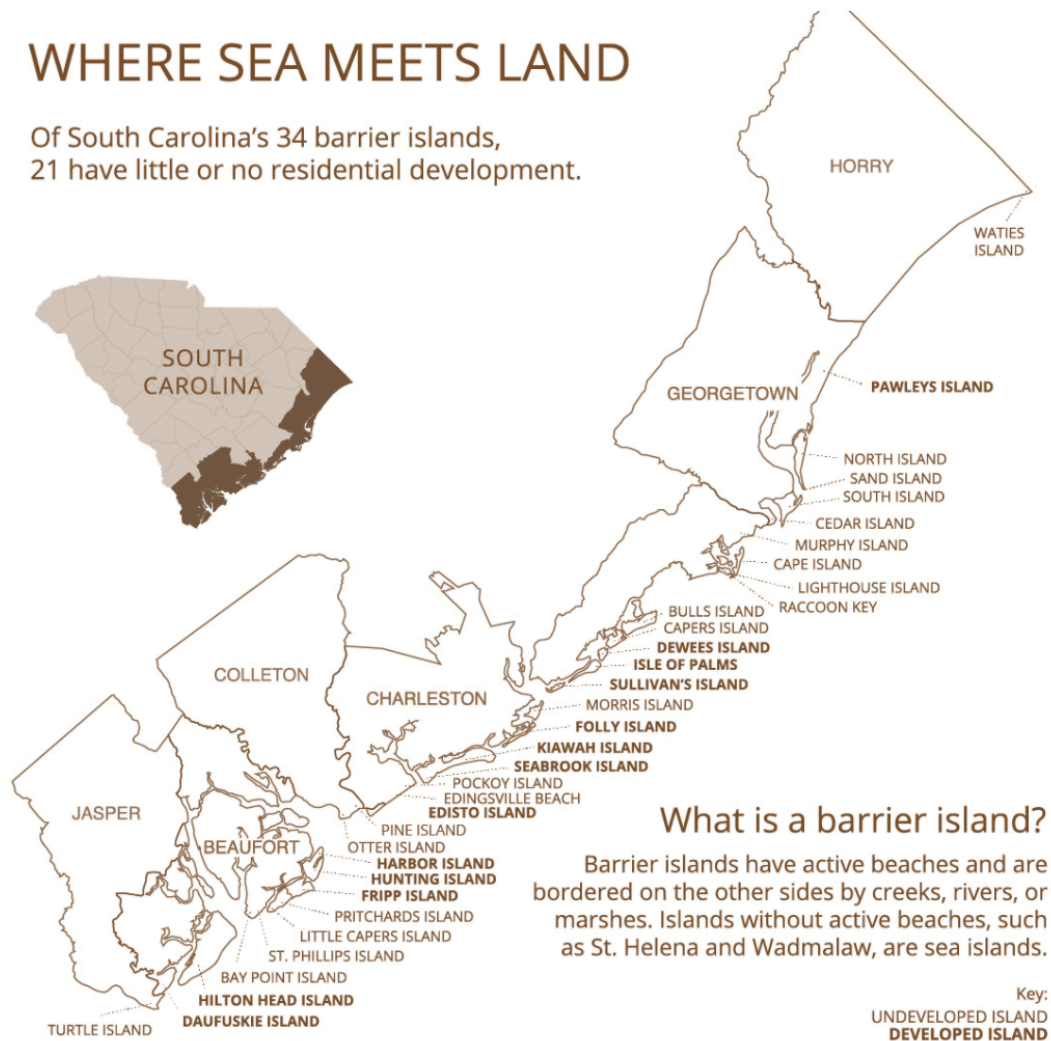 WHERE SEA MEETS LAND
Of South Carolina's 34 barrier islands,
21 have little or no residential development.
SOUTH
CAROLINA
HORRY
WATIES
ISLAND
GEORGETOWN
PAWLEYS ISLAND
NORTH ISLAND
SAND ISLAND
SOUTH ISLAND
CEDAR ISLAND
MURPHY ISLAND
CAPE ISLAND
LIGHTHOUSE ISLAND
RACCOON KEY
BULLS ISLAND
CAPERS ISLAND
DEWEES ISLAND
ISLE OF PALMS
SULLIVAN'S ISLAND
MORRIS ISLAND
FOLLY ISLAND
KIAWAH ISLAND
SEABROOK ISLAND
POCKOY ISLAND
EDINGSVILLE BEACH
EDISTO ISLAND
PINE ISLAND
OTTER ISLAND
HARBOR ISLAND
HUNTING ISLAND
FRIPP ISLAND
PRITCHARDS ISLAND
LITTLE CAPERS ISLAND
ST. PHILLIPS ISLAND
BAY POINT ISLAND
HILTON HEAD ISLAND
DAUFUSKIE ISLAND
TURTLE ISLAND
COLLETON
CHARLESTON
JASPER
BEAUFORT
What is a barrier island?
Barrier islands have active beaches and are
bordered on the other sides by creeks, rivers, or
marshes. Islands without active beaches, such
as St. Helena and Wadmalaw, are sea islands.
Key:
UNDEVELOPED ISLAND
DEVELOPED ISLAND